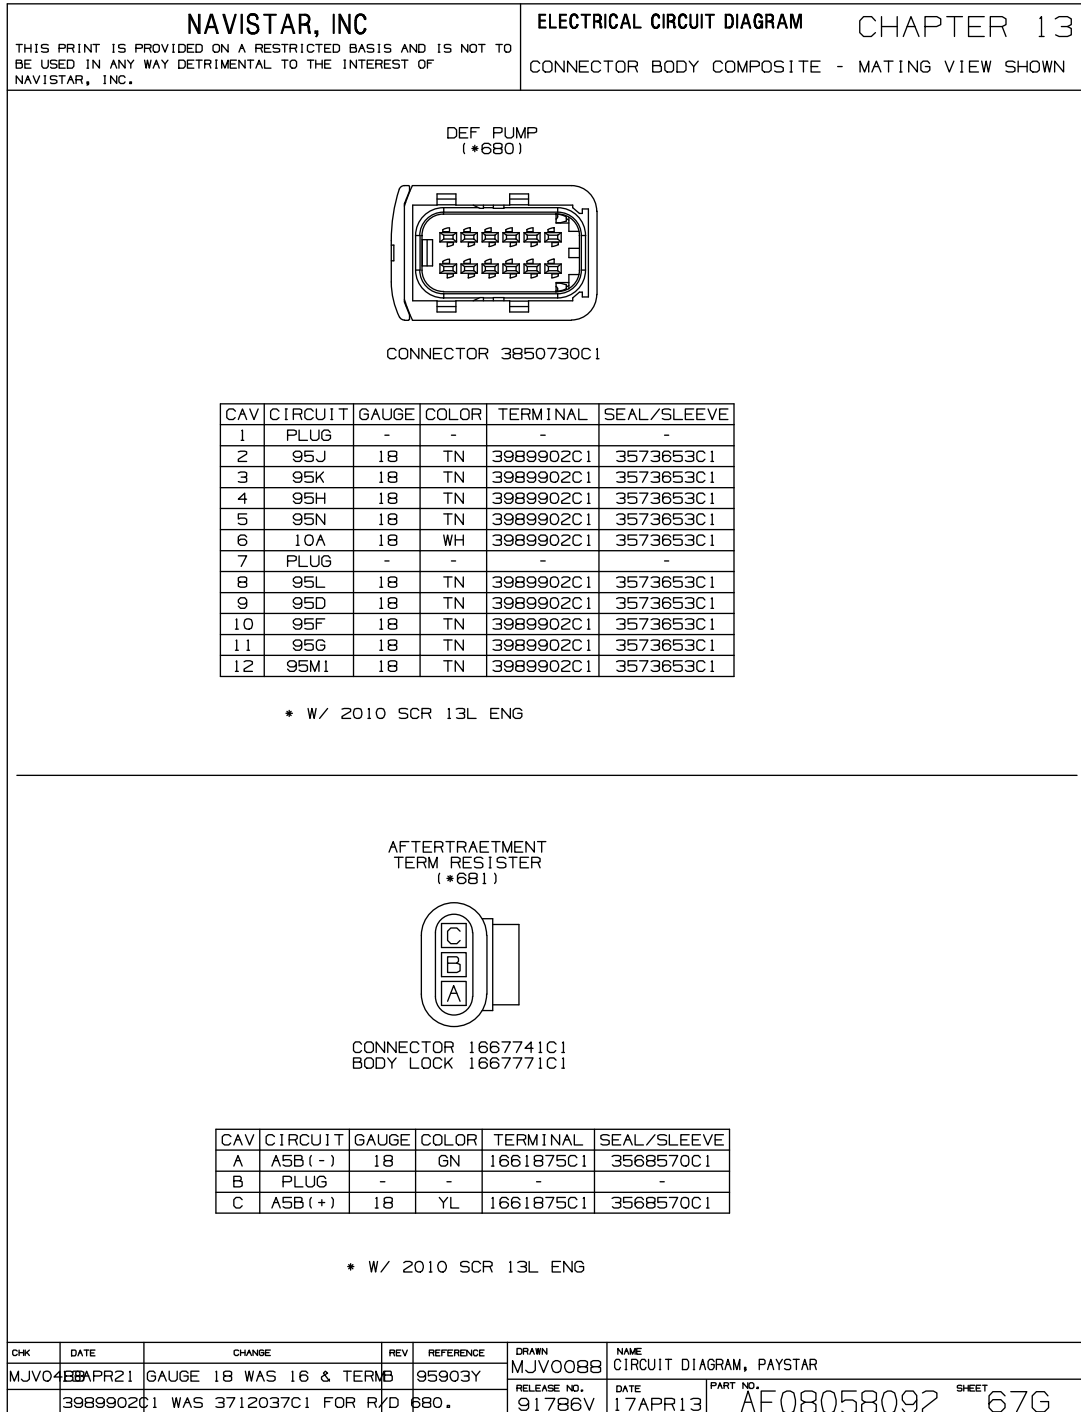 NAVISTAR, INC
THIS PRINT IS PROVIDED ON A RESTRICTED BASIS AND IS NOT TO
BE USED IN ANY WAY DETRIMENTAL TO THE INTEREST OF
NAVISTAR, INC.
ELECTRICAL CIRCUIT DIAGRAM CHAPTER 13
CONNECTOR BODY COMPOSITE - MATING VIEW SHOWN
DEF PUMP
(*680)
CONNECTOR 3850730C1
CAV CIRCUIT GAUGE COLOR TERMINAL SEAL/SLEEVE
1 PLUG - - - -
2 95J 18 TN 3989902C1 3573653C1
3 95K 18 TN 3989902C1 3573653C1
4 95H 18 TN 3989902C1 3573653C1
5 95N 18 TN 3989902C1 3573653C1
6 10A 18 WH 3989902C1 3573653C1
7 PLUG - - - -
8 95L 18 TN 3989902C1 3573653C1
9 95D 18 TN 3989902C1 3573653C1
10 95F 18 TN 3989902C1 3573653C1
11 95G 18 TN 3989902C1 3573653C1
12 95M1 18 TN 3989902C1 3573653C1
* W/ 2010 SCR 13L ENG
AFTERTRAETMENT
TERM RESISTER
(*681)
C
B
A
CONNECTOR 1667741C1
BODY LOCK 1667771C1
CAV CIRCUIT GAUGE COLOR TERMINAL SEAL/SLEEVE
A A5B(-) 18 GN 1661875C1 3568570C1
B PLUG - - - -
C A5B(+) 18 YL 1661875C1 3568570C1
* W/ 2010 SCR 13L ENG
CHK DATE CHANGE REV REFERENCE
GAUGE 18 WAS 16 & TERM B 95903Y
3989902C1 WAS 3712037C1 FOR R/D 680.
DRAWN
MJV0088
NAME
CIRCUIT DIAGRAM, PAYSTAR
RELEASE NO.
91786V
DATE
17APR13
PART NO.
AF08058092
SHEET
67G